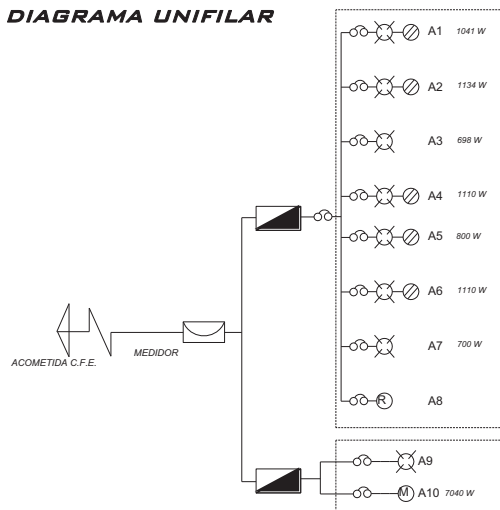 DIAGRAMA UNIFILAR
A1 1041 W
A2 1134 W
A3 698 W
A4 1110 W
A5 800 W
A6 1110 W
A7 700 W
R A8
ACOMETIDA C.F.E.
MEDIDOR
A9
M A10 7040 W